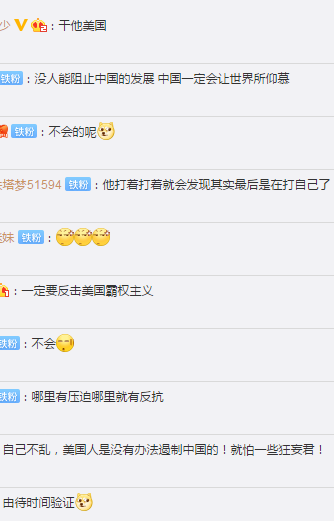 少：干他美国
铁粉：没人能阻止中国的发展 中国一定会让世界所仰慕
铁粉：不会的呢
塔梦51594 铁粉：他打着打着就会发现其实最后是在打自己了
妹 铁粉：
：一定要反击美国霸权主义
铁粉：不会
铁粉：哪里有压迫哪里就有反抗
自己不乱，美国人是没有办法遏制中国的！就怕一些狂妄君！
由待时间验证